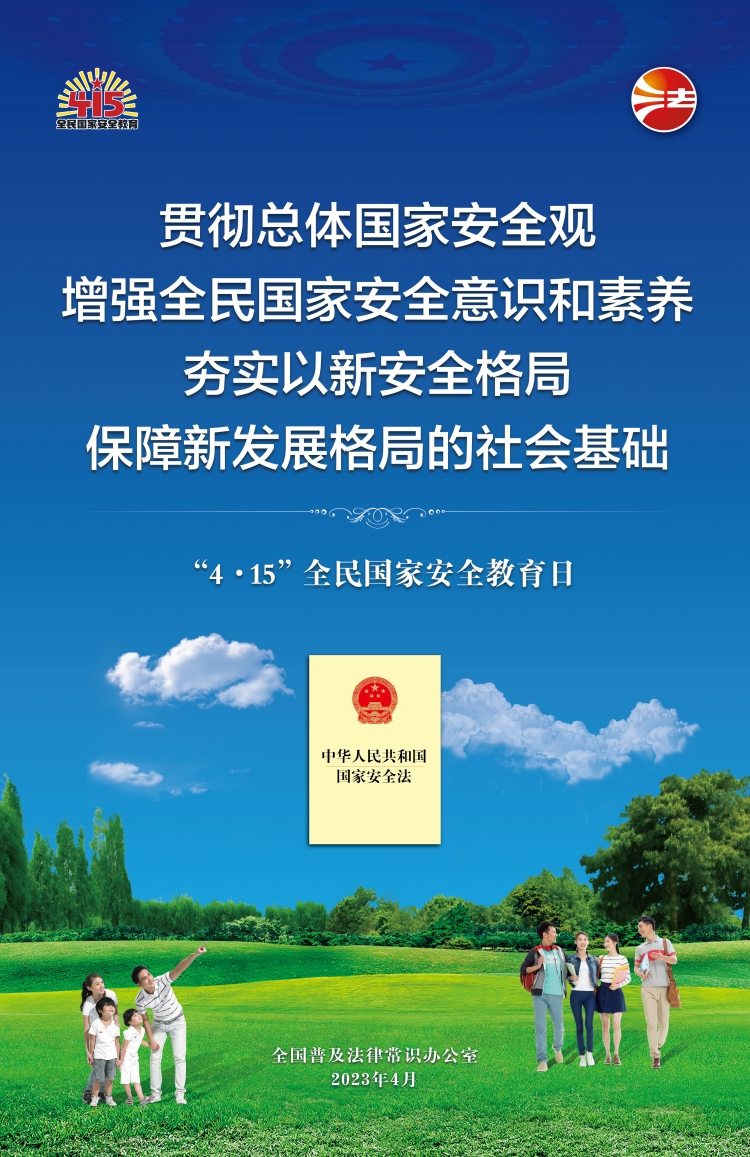 415
全民国家安全教育
法
贯彻总体国家安全观
增强全民国家安全意识和素养
夯实以新安全格局
保障新发展格局的社会基础
“4·15”全民国家安全教育日
中华人民共和国
国家安全法
全国普及法律常识办公室
2023年4月